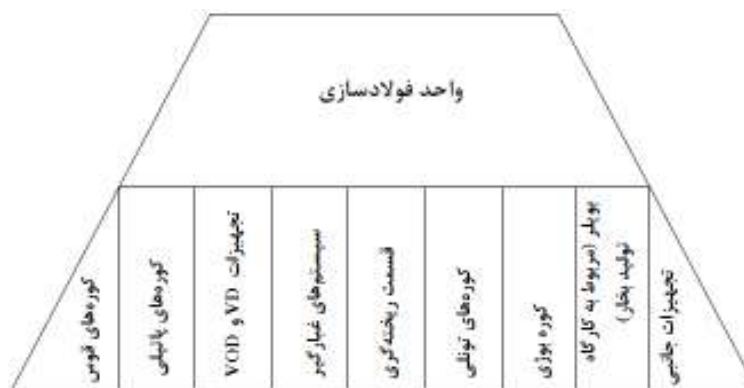 واحد فولادسازی
کوره‌های قوس
کوره‌های پاتیلی
تجهیزات VD و VOD
سیستم‌های غبارگیر
قسمت ریخته‌گری
کوره‌های تونلی
کوره بوژی
بویلر (مربوط به کارگاه
تولید بخار)
تجهیزات جانبی